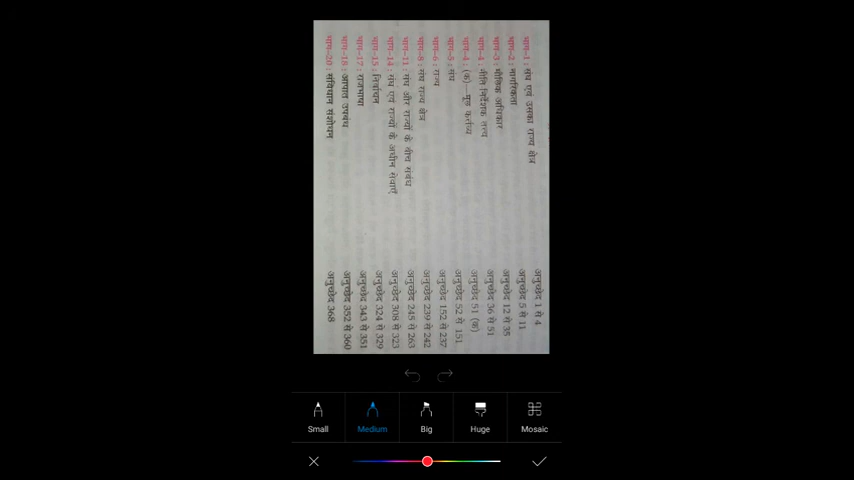 भाग-1 : संघ एवं उसका राज्य क्षेत्र अनुच्छेद 1 से 4
भाग-2 : नागरिकता अनुच्छेद 5 से 11
भाग-3 : मौलिक अधिकार अनुच्छेद 12 से 35
भाग-4 : नीति निर्देशक तत्व अनुच्छेद 36 से 51
भाग-4 : (क)—मूल कर्तव्य अनुच्छेद 51 (क)
भाग-5 : संघ अनुच्छेद 52 से 151
भाग-6 : राज्य अनुच्छेद 152 से 237
भाग-8 : संघ राज्य क्षेत्र अनुच्छेद 239 से 242
भाग-11 : संघ और राज्यों के बीच संबंध अनुच्छेद 245 से 263
भाग-14 : संघ एवं राज्यों के अधीन सेवाएँ अनुच्छेद 308 से 323
भाग-15 : निर्वाचन अनुच्छेद 324 से 329
भाग-17 : राजभाषा अनुच्छेद 343 से 351
भाग-18 : आपात उपबंध अनुच्छेद 352 से 360
भाग-20 : संविधान संशोधन अनुच्छेद 368
Small Medium Big Huge Mosaic